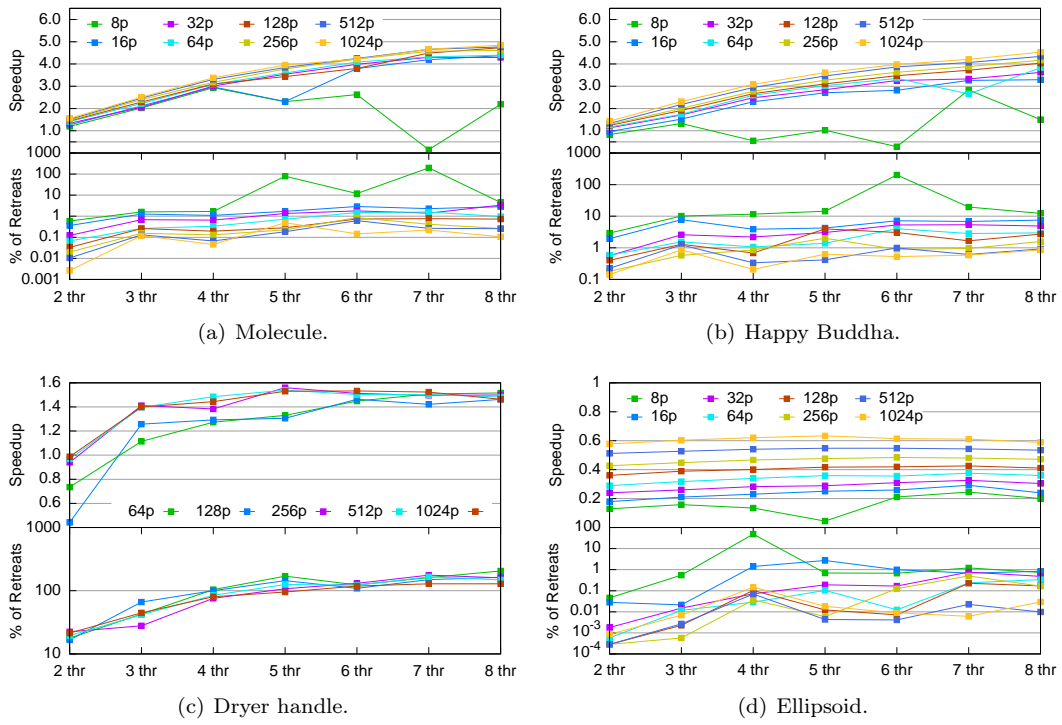 6.0
5.0
4.0
3.0
2.0
1.0
Speedup
8p 32p 128p 512p
16p 64p 256p 1024p
1000
100
10
1
0.1
0.01
0.001
% of Retreats
2 thr 3 thr 4 thr 5 thr 6 thr 7 thr 8 thr
(a) Molecule.
6.0
5.0
4.0
3.0
2.0
1.0
Speedup
8p 32p 128p 512p
16p 64p 256p 1024p
1000
100
10
1
0.1
% of Retreats
2 thr 3 thr 4 thr 5 thr 6 thr 7 thr 8 thr
(b) Happy Buddha.
1.6
1.4
1.2
1.0
0.8
0.6
Speedup
64p 128p 256p 512p 1024p
1000
100
10
% of Retreats
2 thr 3 thr 4 thr 5 thr 6 thr 7 thr 8 thr
(c) Dryer handle.
1
0.8
0.6
0.4
0.2
Speedup
8p 32p 128p 512p
16p 64p 256p 1024p
100
10
1
0.1
0.01
10-3
10-4
% of Retreats
2 thr 3 thr 4 thr 5 thr 6 thr 7 thr 8 thr
(d) Ellipsoid.